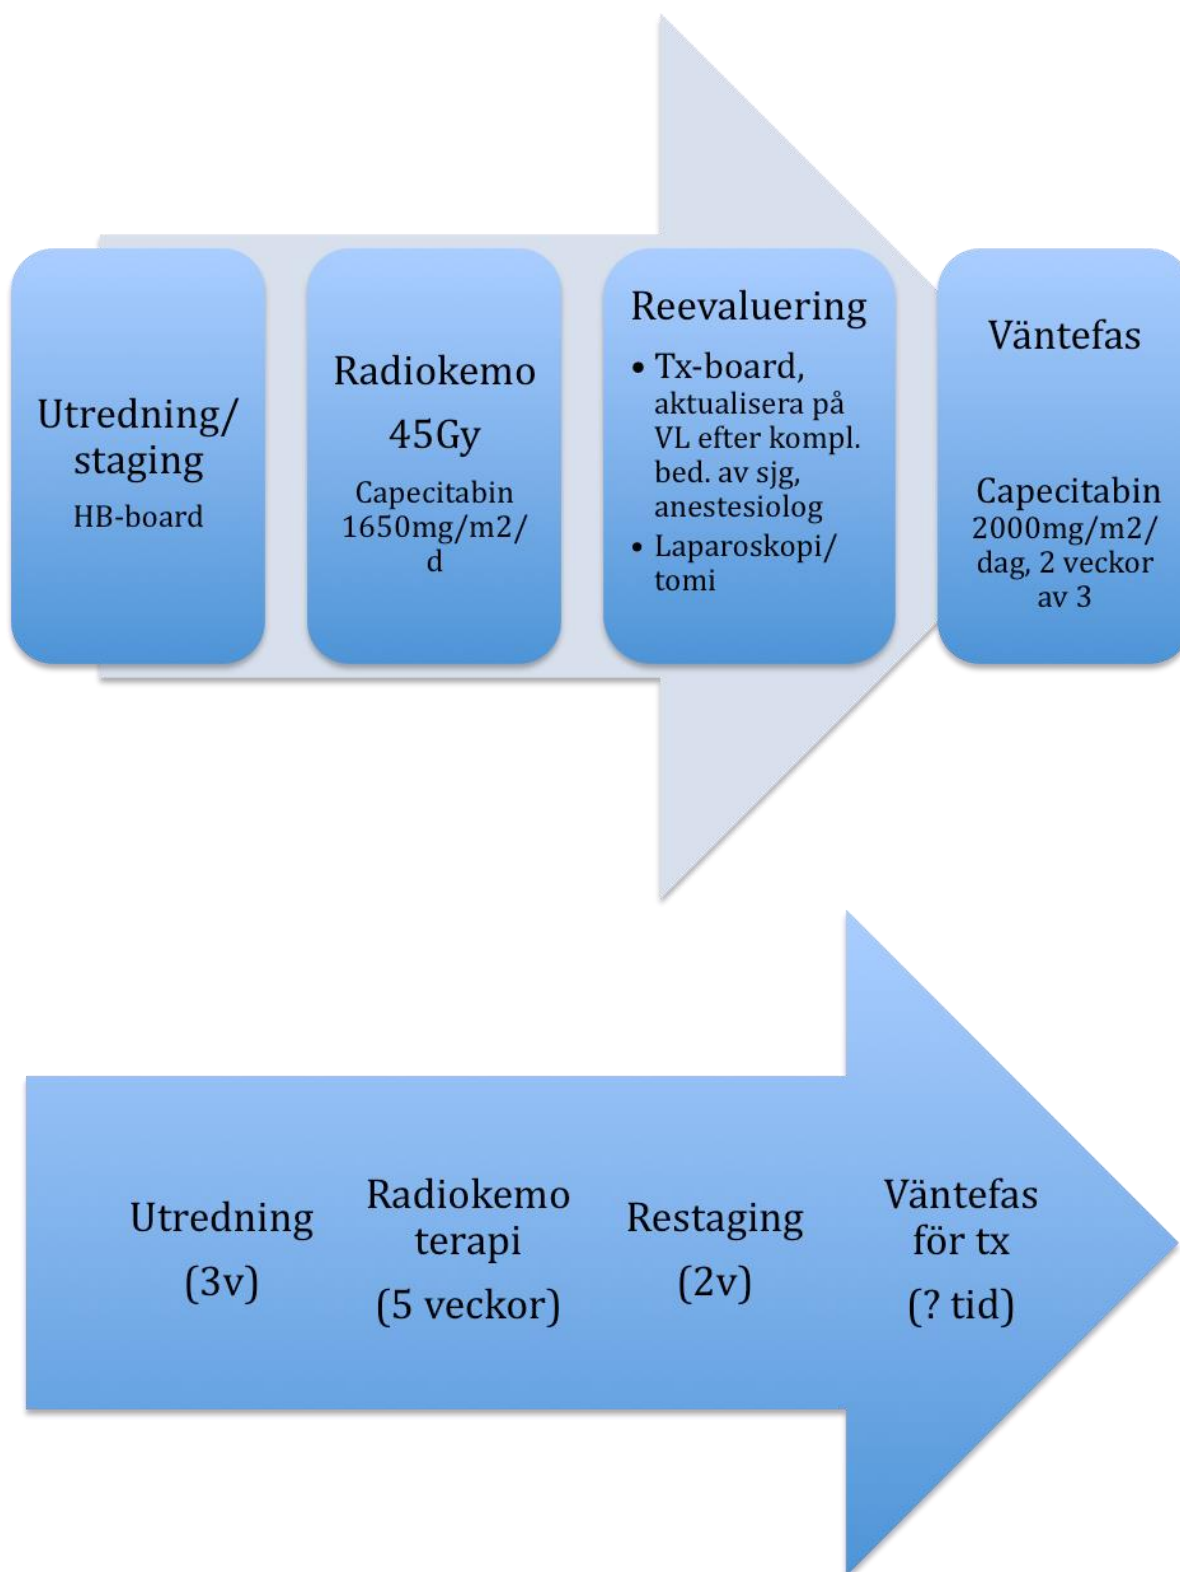 Utredning/
staging
HB-board
Radiokemo
45Gy
Capecitabin
1650mg/m2/
d
Reevaluering
• Tx-board,
aktualisera på
VL efter kompl.
bed. av sjg,
anestesiolog
• Laparoskopi/
tomi
Väntefas
Capecitabin
2000mg/m2/
dag, 2 veckor
av 3
Utredning
(3v)
Radiokemo
terapi
(5 veckor)
Restaging
(2v)
Väntefas
för tx
(? tid)